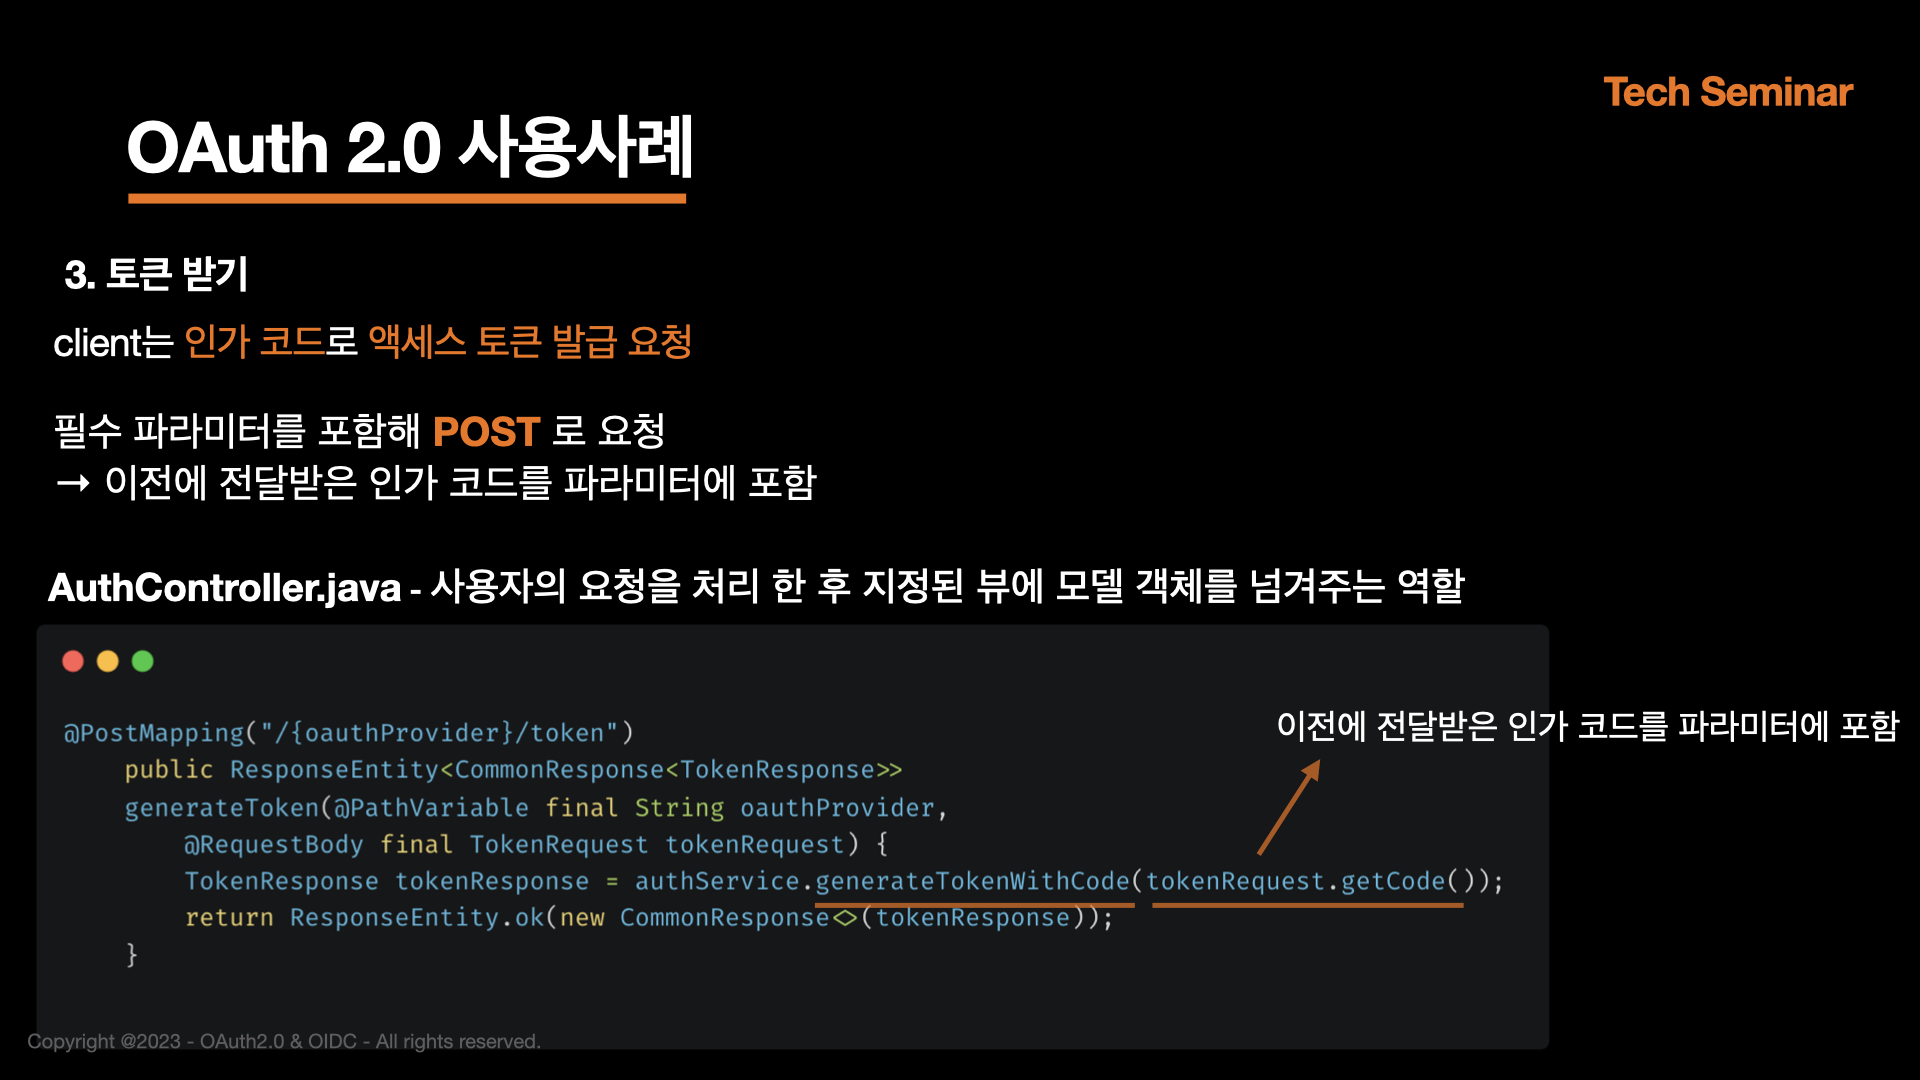 Tech Seminar
OAuth 2.0 사용사례
3. 토큰 받기
client는 인가 코드로 액세스 토큰 발급 요청
필수 파라미터를 포함해 POST 로 요청
→ 이전에 전달받은 인가 코드를 파라미터에 포함
AuthController.java - 사용자의 요청을 처리 한 후 지정된 뷰에 모델 객체를 넘겨주는 역할
이전에 전달받은 인가 코드를 파라미터에 포함
@PostMapping("/{oauthProvider}/token")
public ResponseEntity<CommonResponse<TokenResponse>>
generateToken(@PathVariable final String oauthProvider,
@RequestBody final TokenRequest tokenRequest) {
TokenResponse tokenResponse = authService.generateTokenWithCode(tokenRequest.getCode());
return ResponseEntity.ok(new CommonResponse<>(tokenResponse));
}
Copyright @2023 - OAuth2.0 & OIDC - All rights reserved.